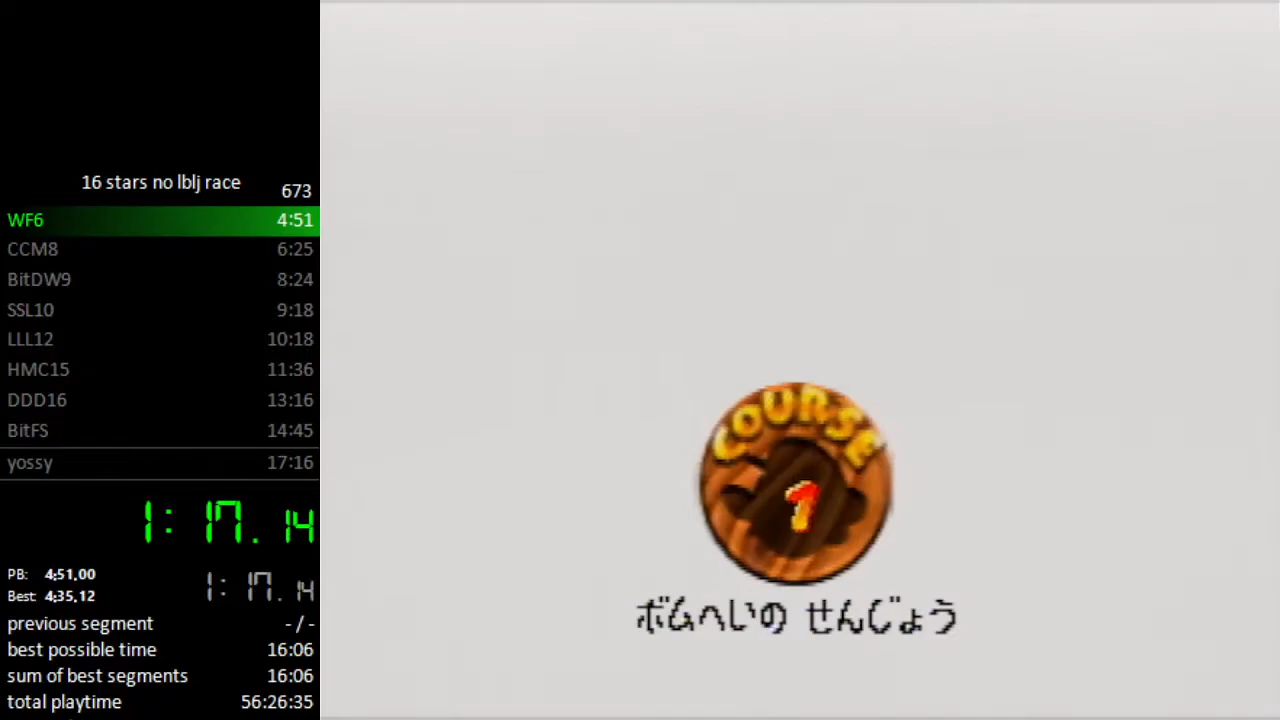 16 stars no lblj race
673
WF6 4:51
CCM8 6:25
BitDW9 8:24
SSL10 9:18
LLL12 10:18
HMC15 11:36
DDD16 13:16
BitFS 14:45
yossy 17:16
1:17.14
PB: 4:51.00
Best: 4:35.12
1:17.14
previous segment -/-
best possible time 16:06
sum of best segments 16:06
total playtime 56:26:35
COURSE
1
ボムへいの せんじょう